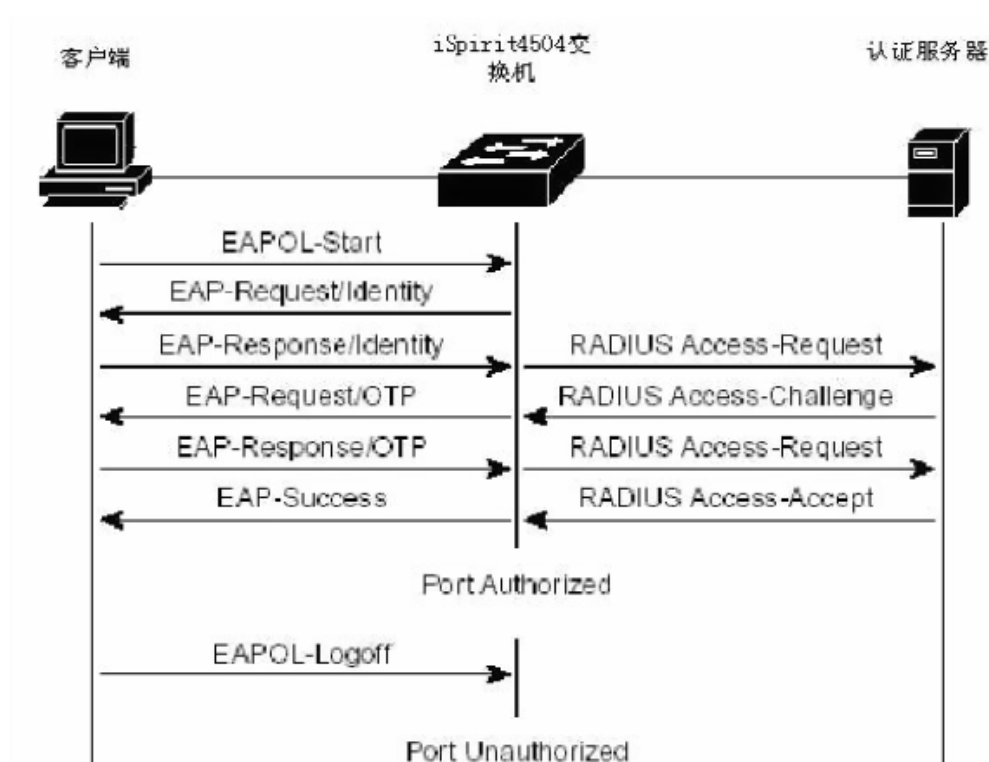 客户端
iSpirit4504交
换机
认证服务器
EAPOL-Start
EAP-Request/Identity
EAP-Response/Identity
RADIUS Access-Request
EAP-Request/OTP
RADIUS Access-Challenge
EAP-Response/OTP
RADIUS Access-Request
EAP-Success
RADIUS Access-Accept
Port Authorized
EAPOL-Logoff
Port Unauthorized